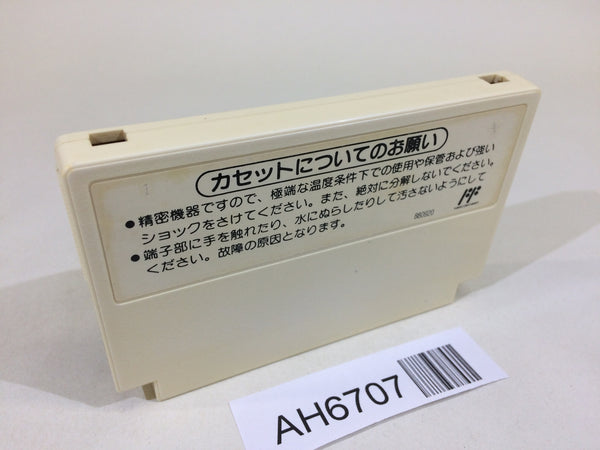 カセットについてのお願い
●精密機器ですので、極端な温度条件下での使用や保管および強い
ショックをさけてください。また、絶対に分解しないでください。
●端子部に手を触れたり、水にぬらしたりして汚さないようにして
ください。故障の原因となります。
860920
AH6707